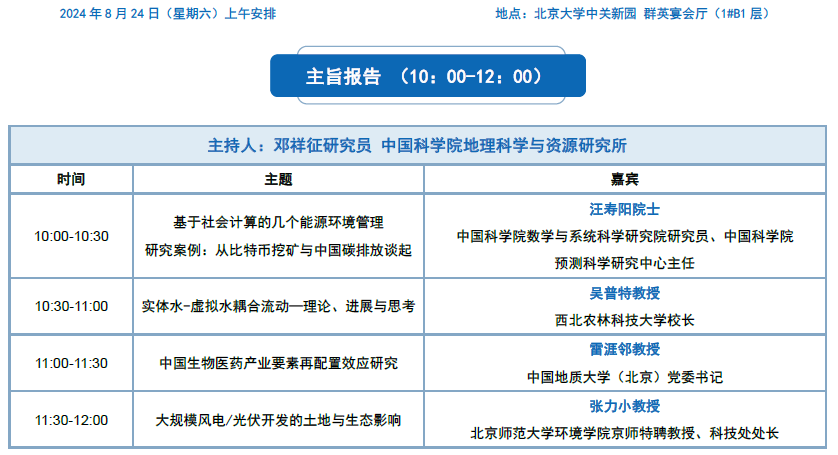 2024年8月24日（星期六）上午安排
地点：北京大学中关新园 群英宴会厅（1#B1层）
主旨报告 （10：00-12：00）
主持人：邓祥征研究员 中国科学院地理科学与资源研究所
时间 主题 嘉宾
10:00-10:30
基于社会计算的几个能源环境管理
研究案例：从比特币挖矿与中国碳排放谈起
汪寿阳院士
中国科学院数学与系统科学研究院研究员、中国科学院
预测科学研究中心主任
10:30-11:00
实体水-虚拟水耦合流动—理论、进展与思考
吴普特教授
西北农林科技大学校长
11:00-11:30
中国生物医药产业要素再配置效应研究
雷涯邻教授
中国地质大学（北京）党委书记
11:30-12:00
大规模风电/光伏开发的土地与生态影响
张力小教授
北京师范大学环境学院京师特聘教授、科技处处长